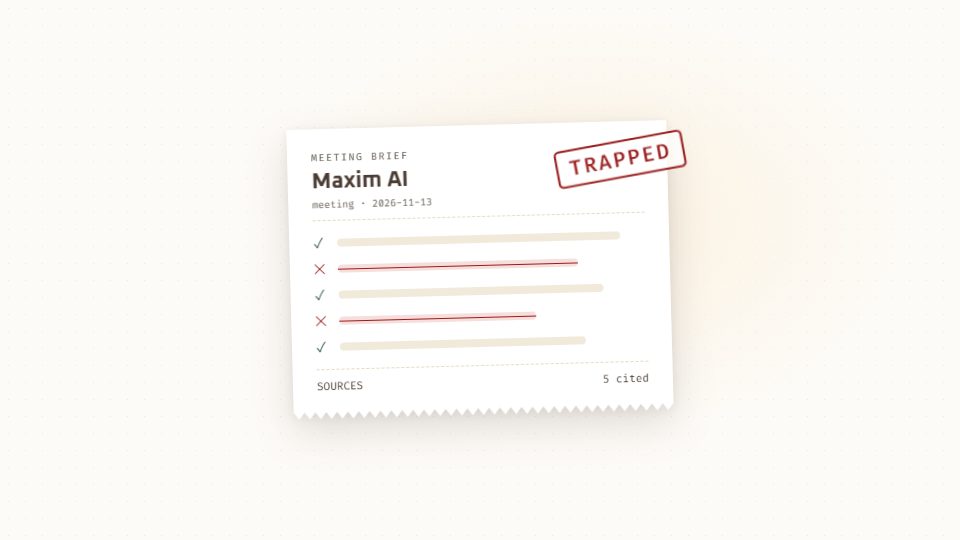 MEETING BRIEF
TRAPPED
Maxim AI
meeting · 2026-11-13
SOURCES
5 cited